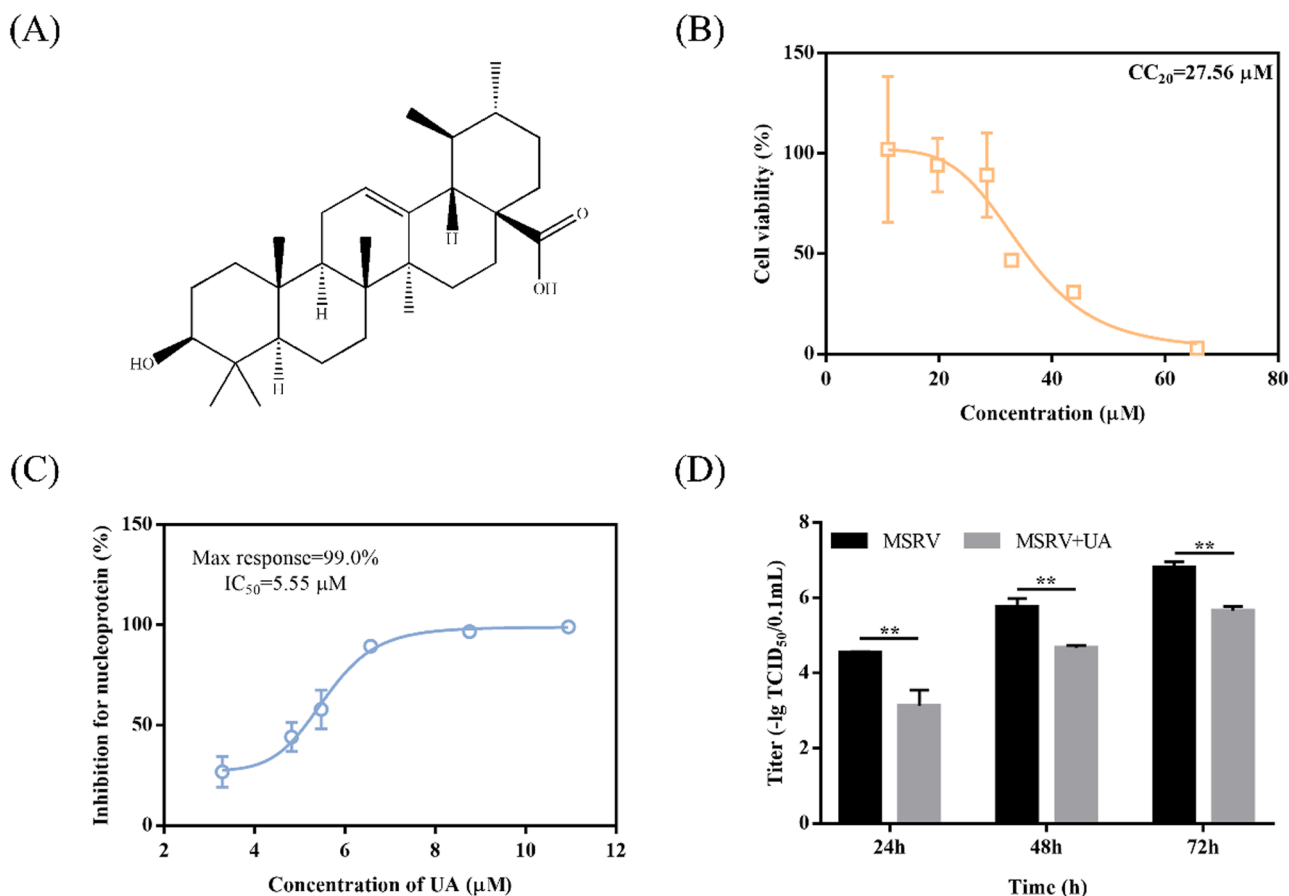 (A)
H
H
H
HO
O
OH
(B)
CC20=27.56 μM
Cell viability (%)
150
100
50
0
0 20 40 60 80
Concentration (μM)
(C)
Max response=99.0%
IC50=5.55 μM
Inhibition for nucleoprotein (%)
150
100
50
0
2 4 6 8 10 12
Concentration of UA (μM)
(D)
MSRV MSRV+UA
Titer (-lg TCID50/0.1mL)
8
6
4
2
0
** ** **
24h 48h 72h
Time (h)